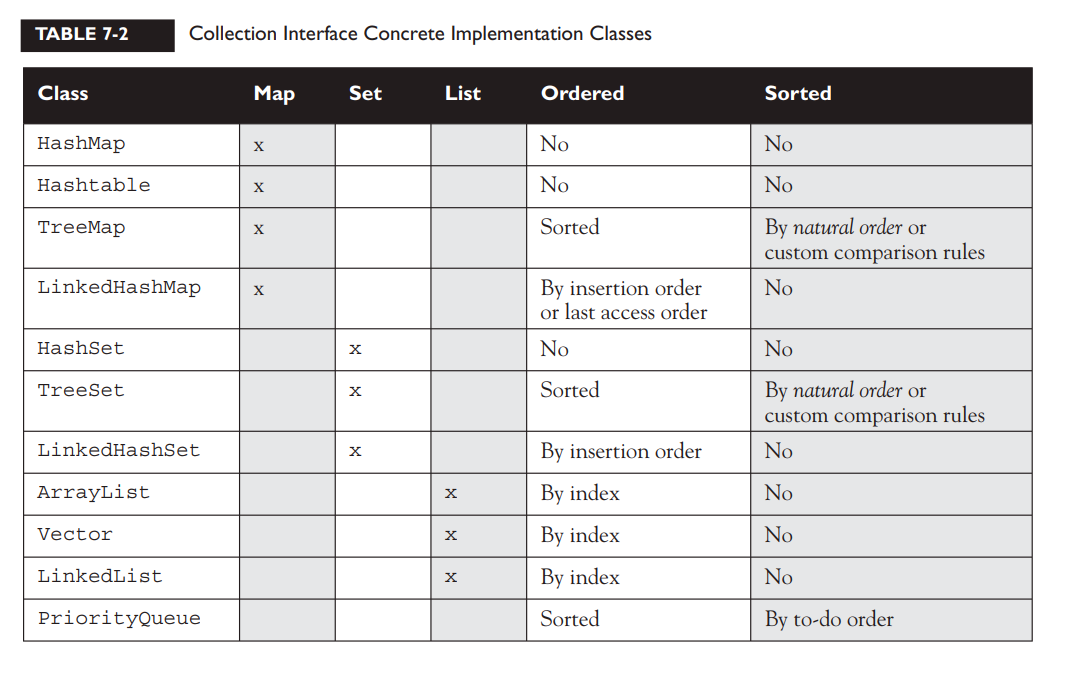 TABLE 7-2 Collection Interface Concrete Implementation Classes
Class Map Set List Ordered Sorted
HashMap x No No
Hashtable x No No
TreeMap x Sorted By natural order or
custom comparison rules
LinkedHashMap x By insertion order No
or last access order
HashSet x No No
TreeSet x Sorted By natural order or
custom comparison rules
LinkedHashSet x By insertion order No
ArrayList x By index No
Vector x By index No
LinkedList x By index No
PriorityQueue Sorted By to-do order